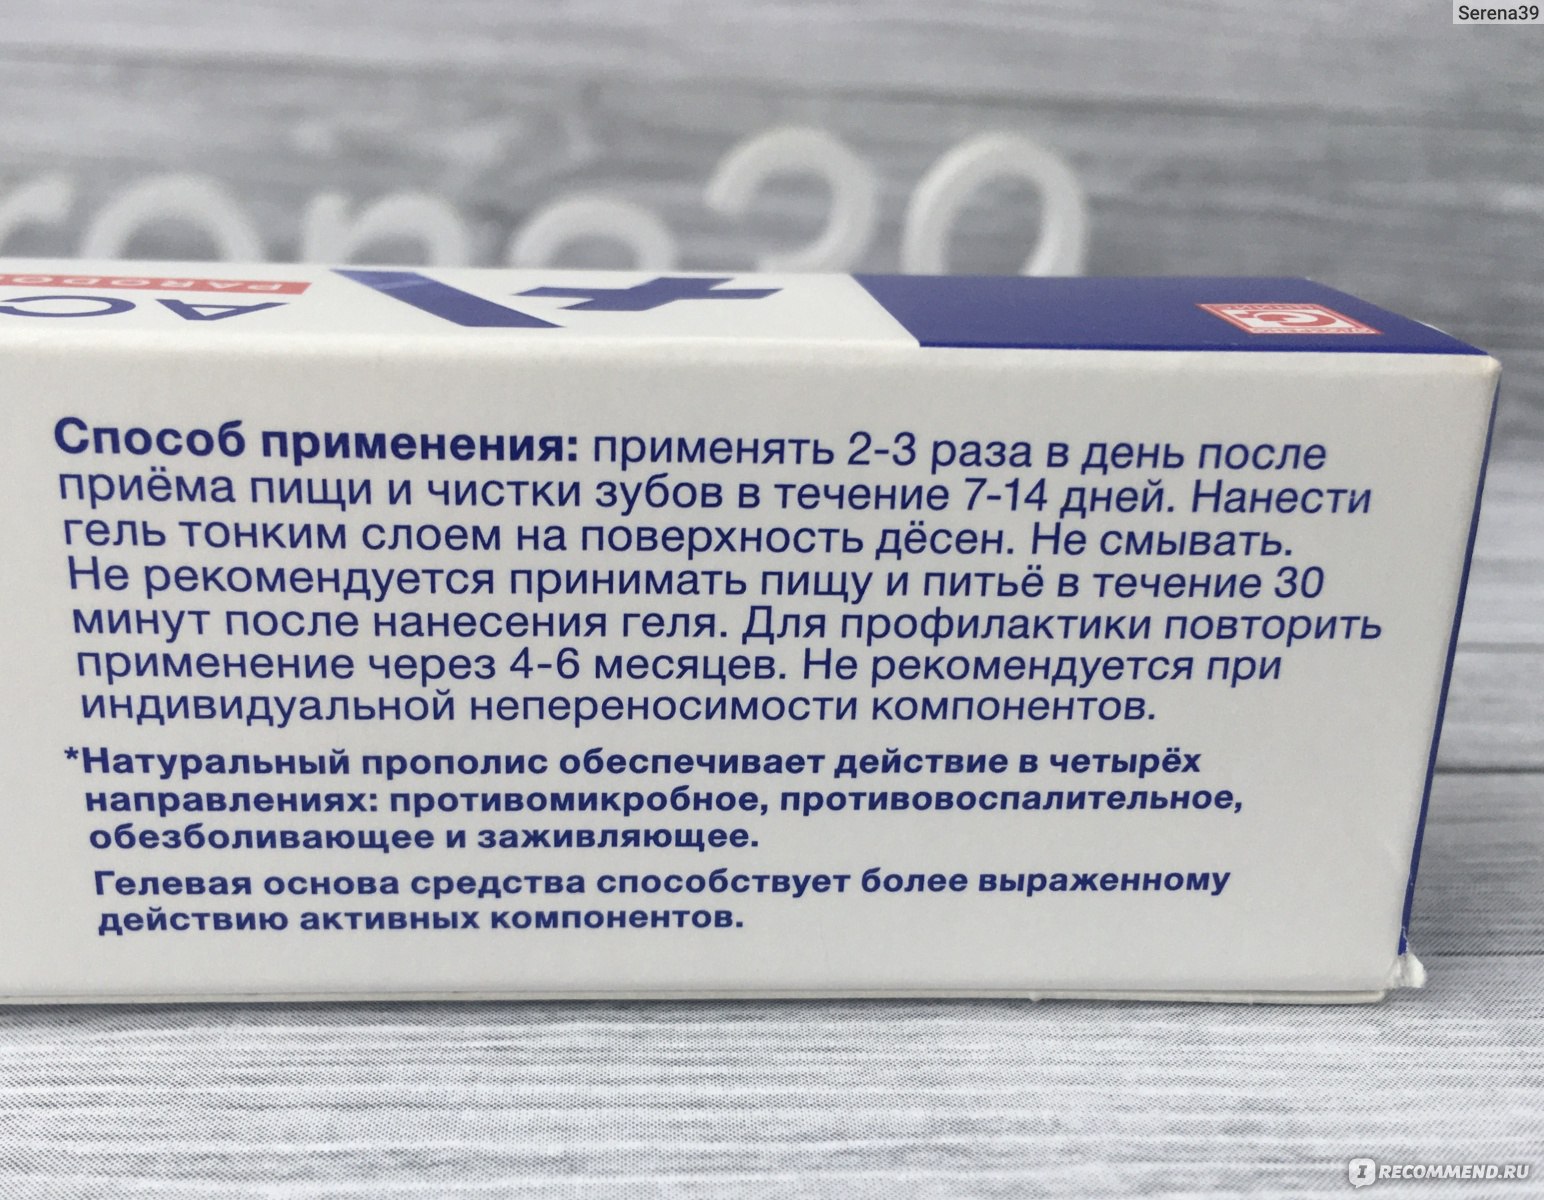 Serena39
Способ применения: применять 2-3 раза в день после
приёма пищи и чистки зубов в течение 7-14 дней. Нанести
гель тонким слоем на поверхность дёсен. Не смывать.
Не рекомендуется принимать пищу и питьё в течение 30
минут после нанесения геля. Для профилактики повторить
применение через 4-6 месяцев. Не рекомендуется при
индивидуальной непереносимости компонентов.
*Натуральный прополис обеспечивает действие в четырёх
направлениях: противомикробное, противовоспалительное,
обезболивающее и заживляющее.
Гелевая основа средства способствует более выраженному
действию активных компонентов.
IRECOMMEND.RU